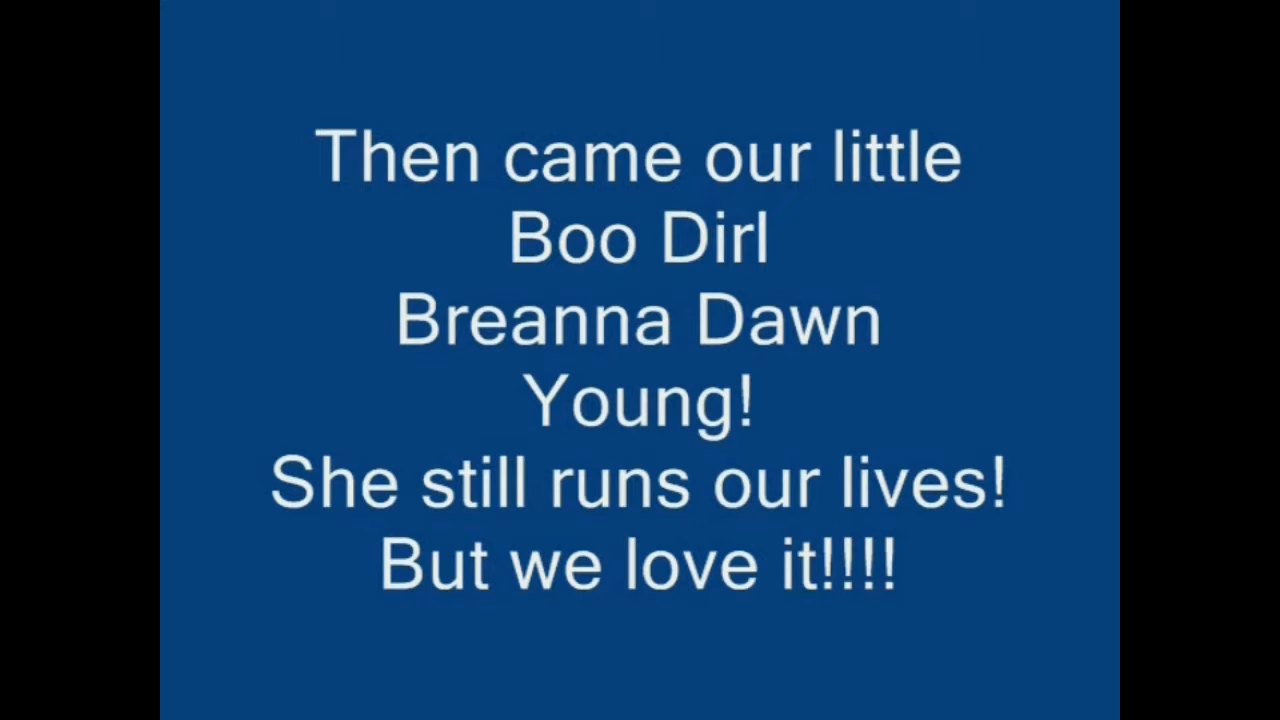 Then came our little
Boo Dirl
Breanna Dawn
Young!
She still runs our lives!
But we love it!!!!